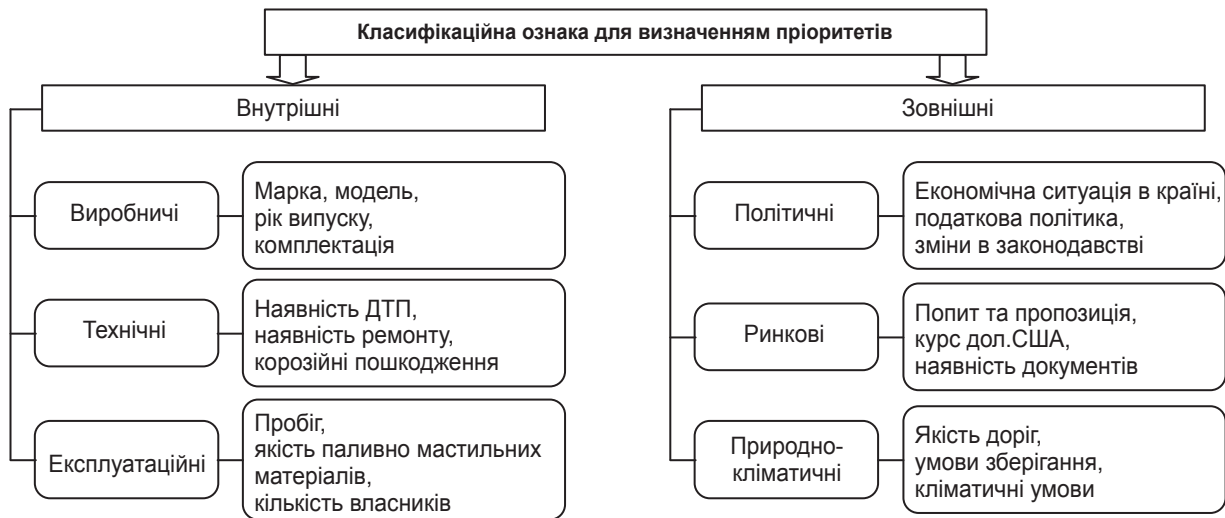 Класифікаційна ознака для визначенням пріоритетів
Внутрішні
Виробничі
Марка, модель,
рік випуску,
комплектація
Технічні
Наявність ДТП,
наявність ремонту,
корозійні пошкодження
Експлуатаційні
Пробіг,
якість паливно мастильних
матеріалів,
кількість власників
Зовнішні
Політичні
Економічна ситуація в країні,
податкова політика,
зміни в законодавстві
Ринкові
Попит та пропозиція,
курс дол.США,
наявність документів
Природно-
кліматичні
Якість доріг,
умови зберігання,
кліматичні умови